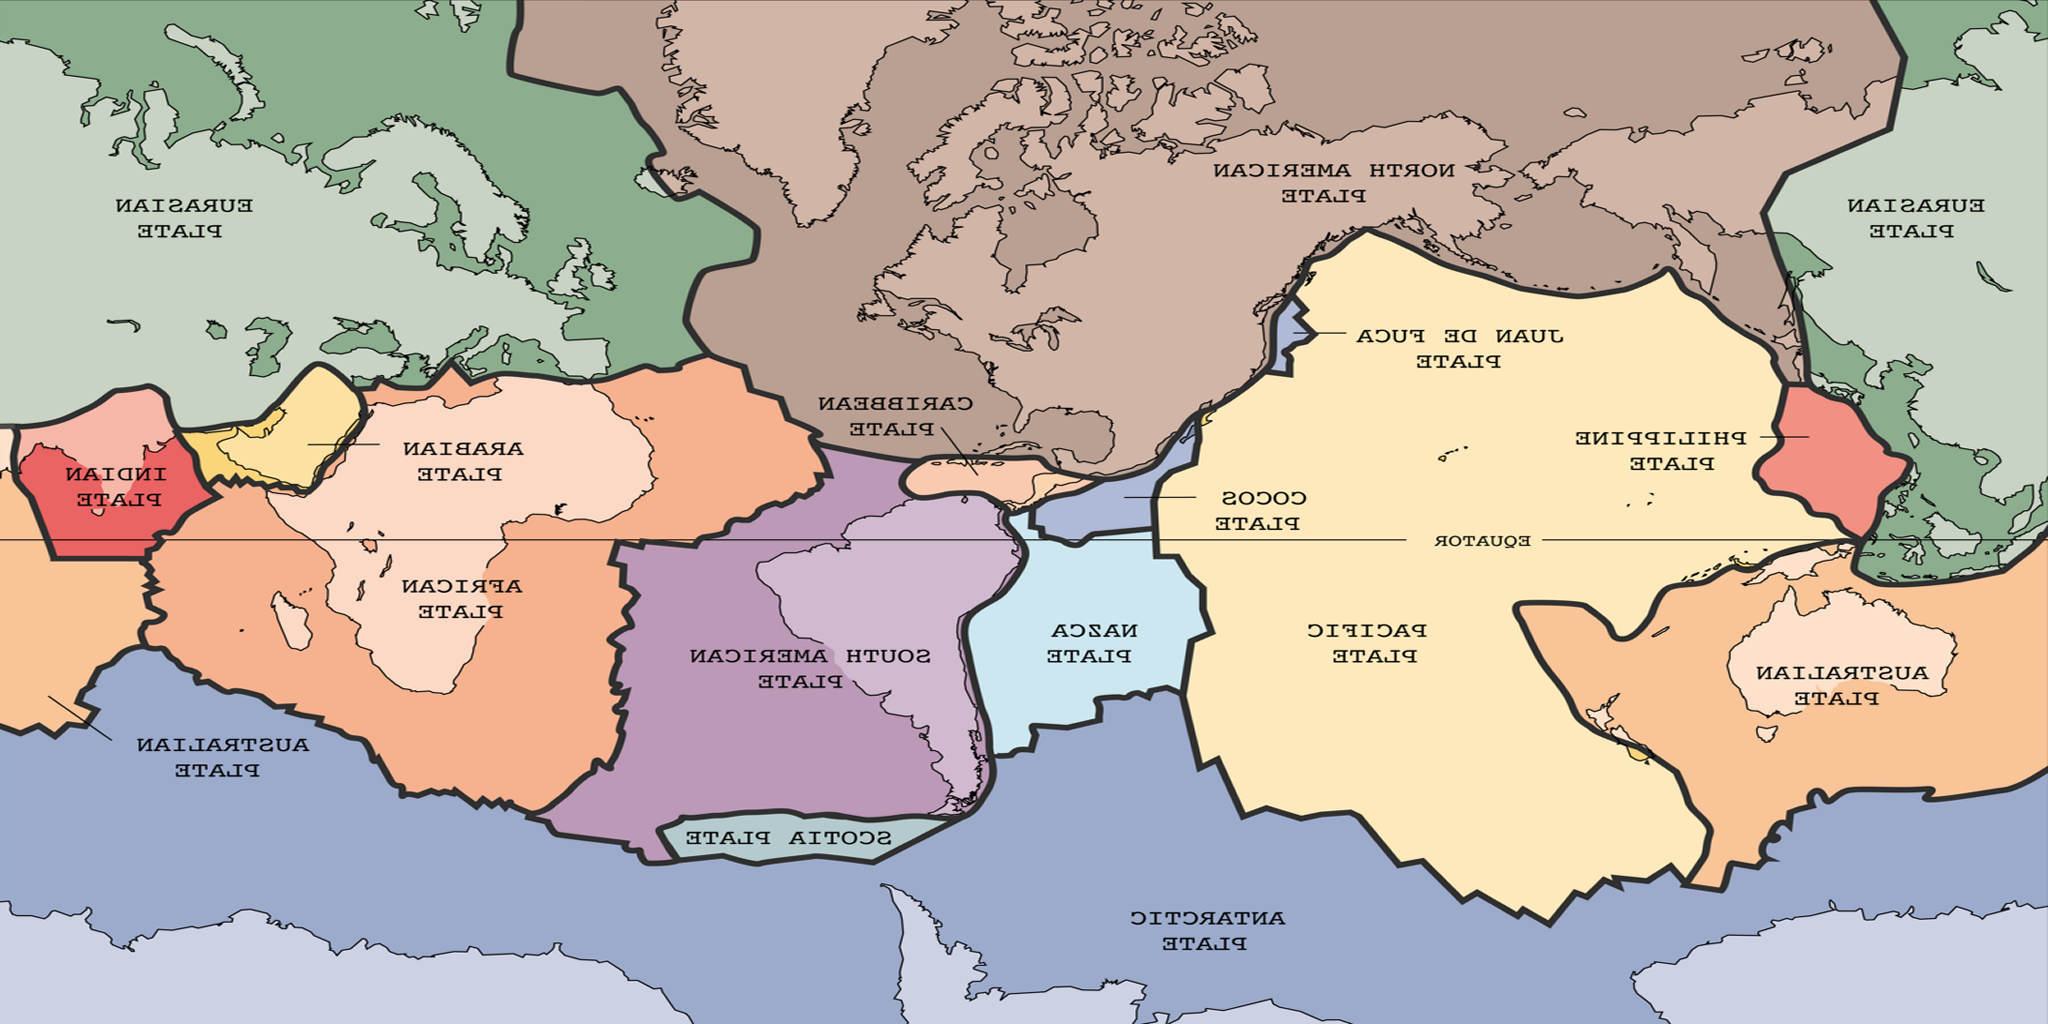 NORTH AMERICAN
PLATE
EURASIAN
PLATE
EURASIAN
PLATE
JUAN DE FUCA
PLATE
CARIBBEAN
PLATE
PHILIPPINE
PLATE
ARABIAN
PLATE
INDIAN
PLATE
COCOS
PLATE
EQUATOR
AFRICAN
PLATE
NAZCA
PLATE
PACIFIC
PLATE
SOUTH AMERICAN
PLATE
AUSTRALIAN
PLATE
AUSTRALIAN
PLATE
SCOTIA PLATE
ANTARCTIC
PLATE